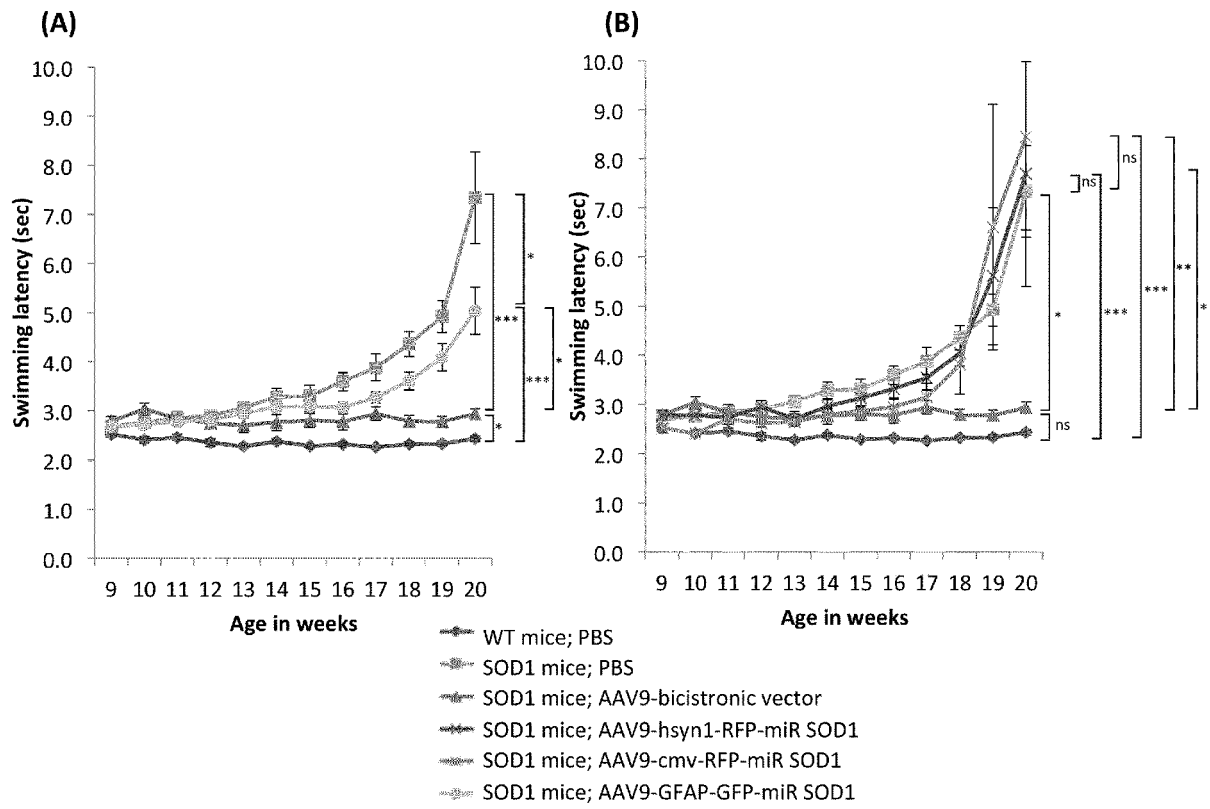 (A)
10.0
9.0
8.0
7.0
6.0
5.0
4.0
3.0
2.0
1.0
0.0
Swimming latency (sec)
9 10 11 12 13 14 15 16 17 18 19 20
Age in weeks
*
***
*
***
*
(B)
10.0
9.0
8.0
7.0
6.0
5.0
4.0
3.0
2.0
1.0
0.0
Swimming latency (sec)
9 10 11 12 13 14 15 16 17 18 19 20
Age in weeks
ns
ns
**
***
*
***
*
ns
WT mice; PBS
SOD1 mice; PBS
SOD1 mice; AAV9-bicistronic vector
SOD1 mice; AAV9-hsyn1-RFP-miR SOD1
SOD1 mice; AAV9-cmv-RFP-miR SOD1
SOD1 mice; AAV9-GFAP-GFP-miR SOD1